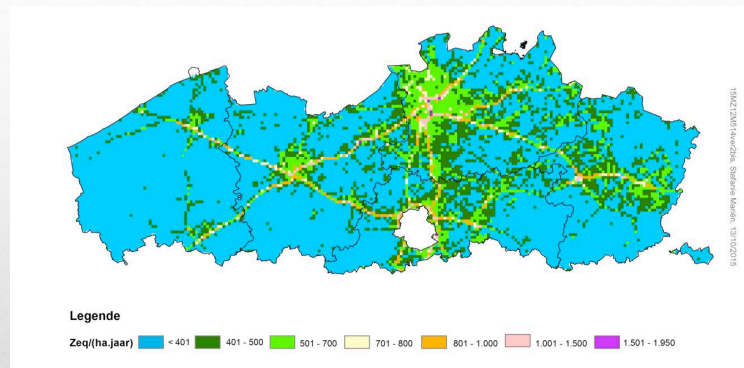 15MZ12M514ver2bis, Stefanie Mariën, 13/10/2015
Legende
Zeq/(ha.jaar) < 401 401 - 500 501 - 700 701 - 800 801 - 1.000 1.001 - 1.500 1.501 - 1.950